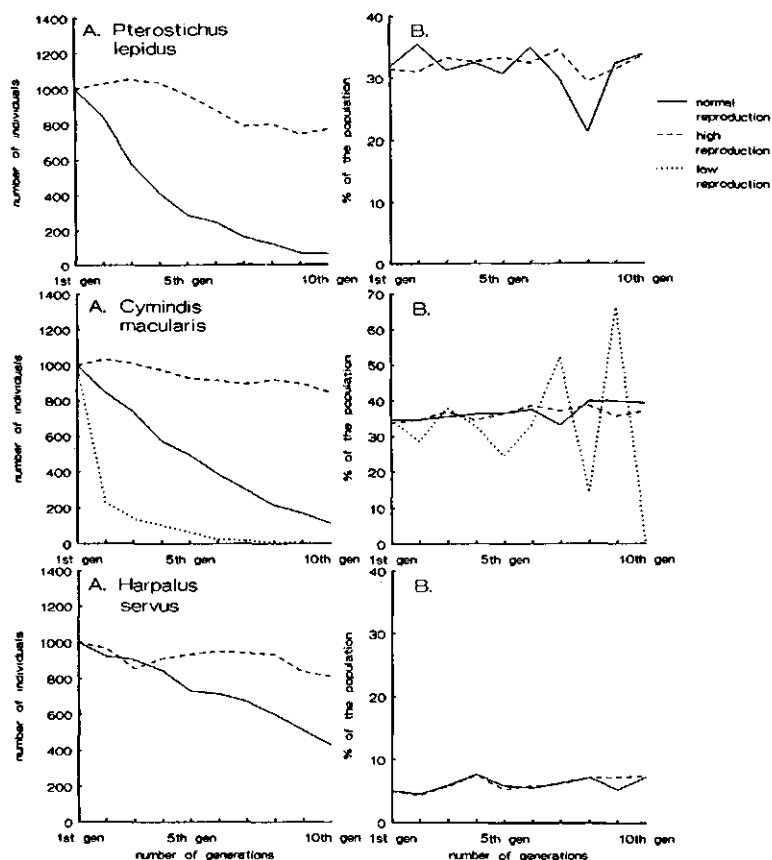 A. Pterostichus
lepidus
B.
number of individuals
1400
1200
1000
800
600
400
200
0
1st gen
5th gen
10th gen
% of the population
40
30
20
10
0
1st gen
5th gen
10th gen
normal
reproduction
high
reproduction
low
reproduction
A. Cymindis
macularis
B.
number of individuals
1400
1200
1000
800
600
400
200
0
1st gen
5th gen
10th gen
% of the population
70
60
50
40
30
20
10
0
1st gen
5th gen
10th gen
A. Harpalus
servus
B.
number of individuals
1400
1200
1000
800
600
400
200
0
1st gen
5th gen
10th gen
number of generations
% of the population
40
30
20
10
0
1st gen
5th gen
10th gen
number of generations